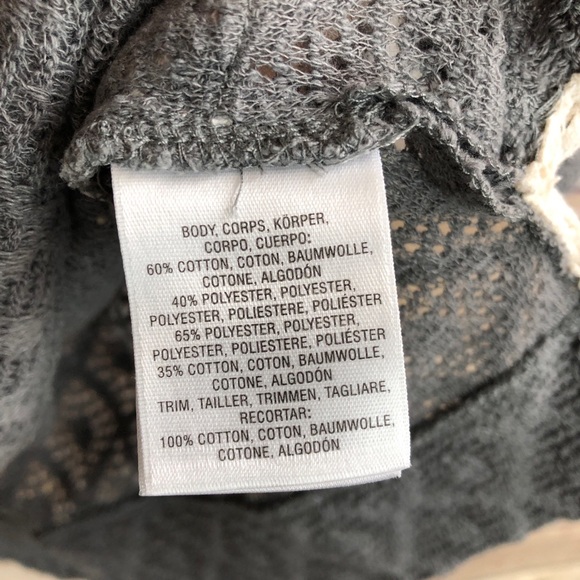 BODY, CORPS, KÖRPER,
CORPO, CUERPO:
60% COTTON, COTON, BAUMWOLLE,
COTONE, ALGODÓN
40% POLYESTER, POLYESTER,
POLYESTER, POLIESTERE, POLIÉSTER
65% POLYESTER, POLYESTER,
POLYESTER, POLIESTERE, POLIÉSTER
35% COTTON, COTON, BAUMWOLLE,
COTONE, ALGODÓN
TRIM, TAILLER, TRIMMEN, TAGLIARE,
RECORTAR:
100% COTTON, COTON, BAUMWOLLE,
COTONE, ALGODÓN